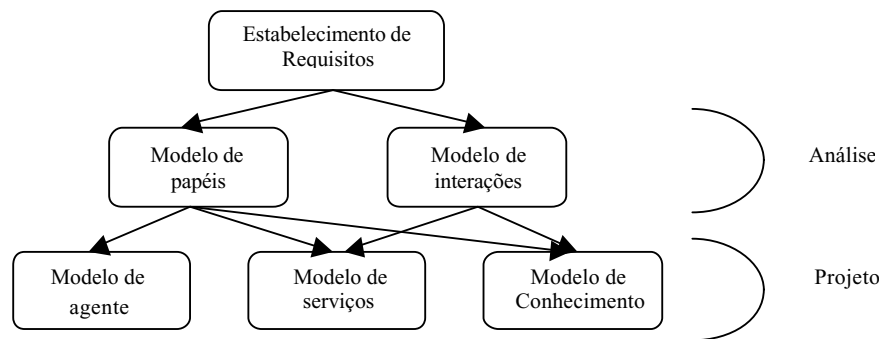 Estabelecimento de
Requisitos
Modelo de
papéis
Modelo de
interações
Análise
Modelo de
agente
Modelo de
serviços
Modelo de
Conhecimento
Projeto